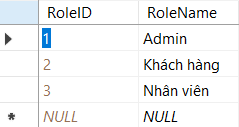 RoleID RoleName
1 Admin
2 Khách hàng
3 Nhân viên
NULL NULL